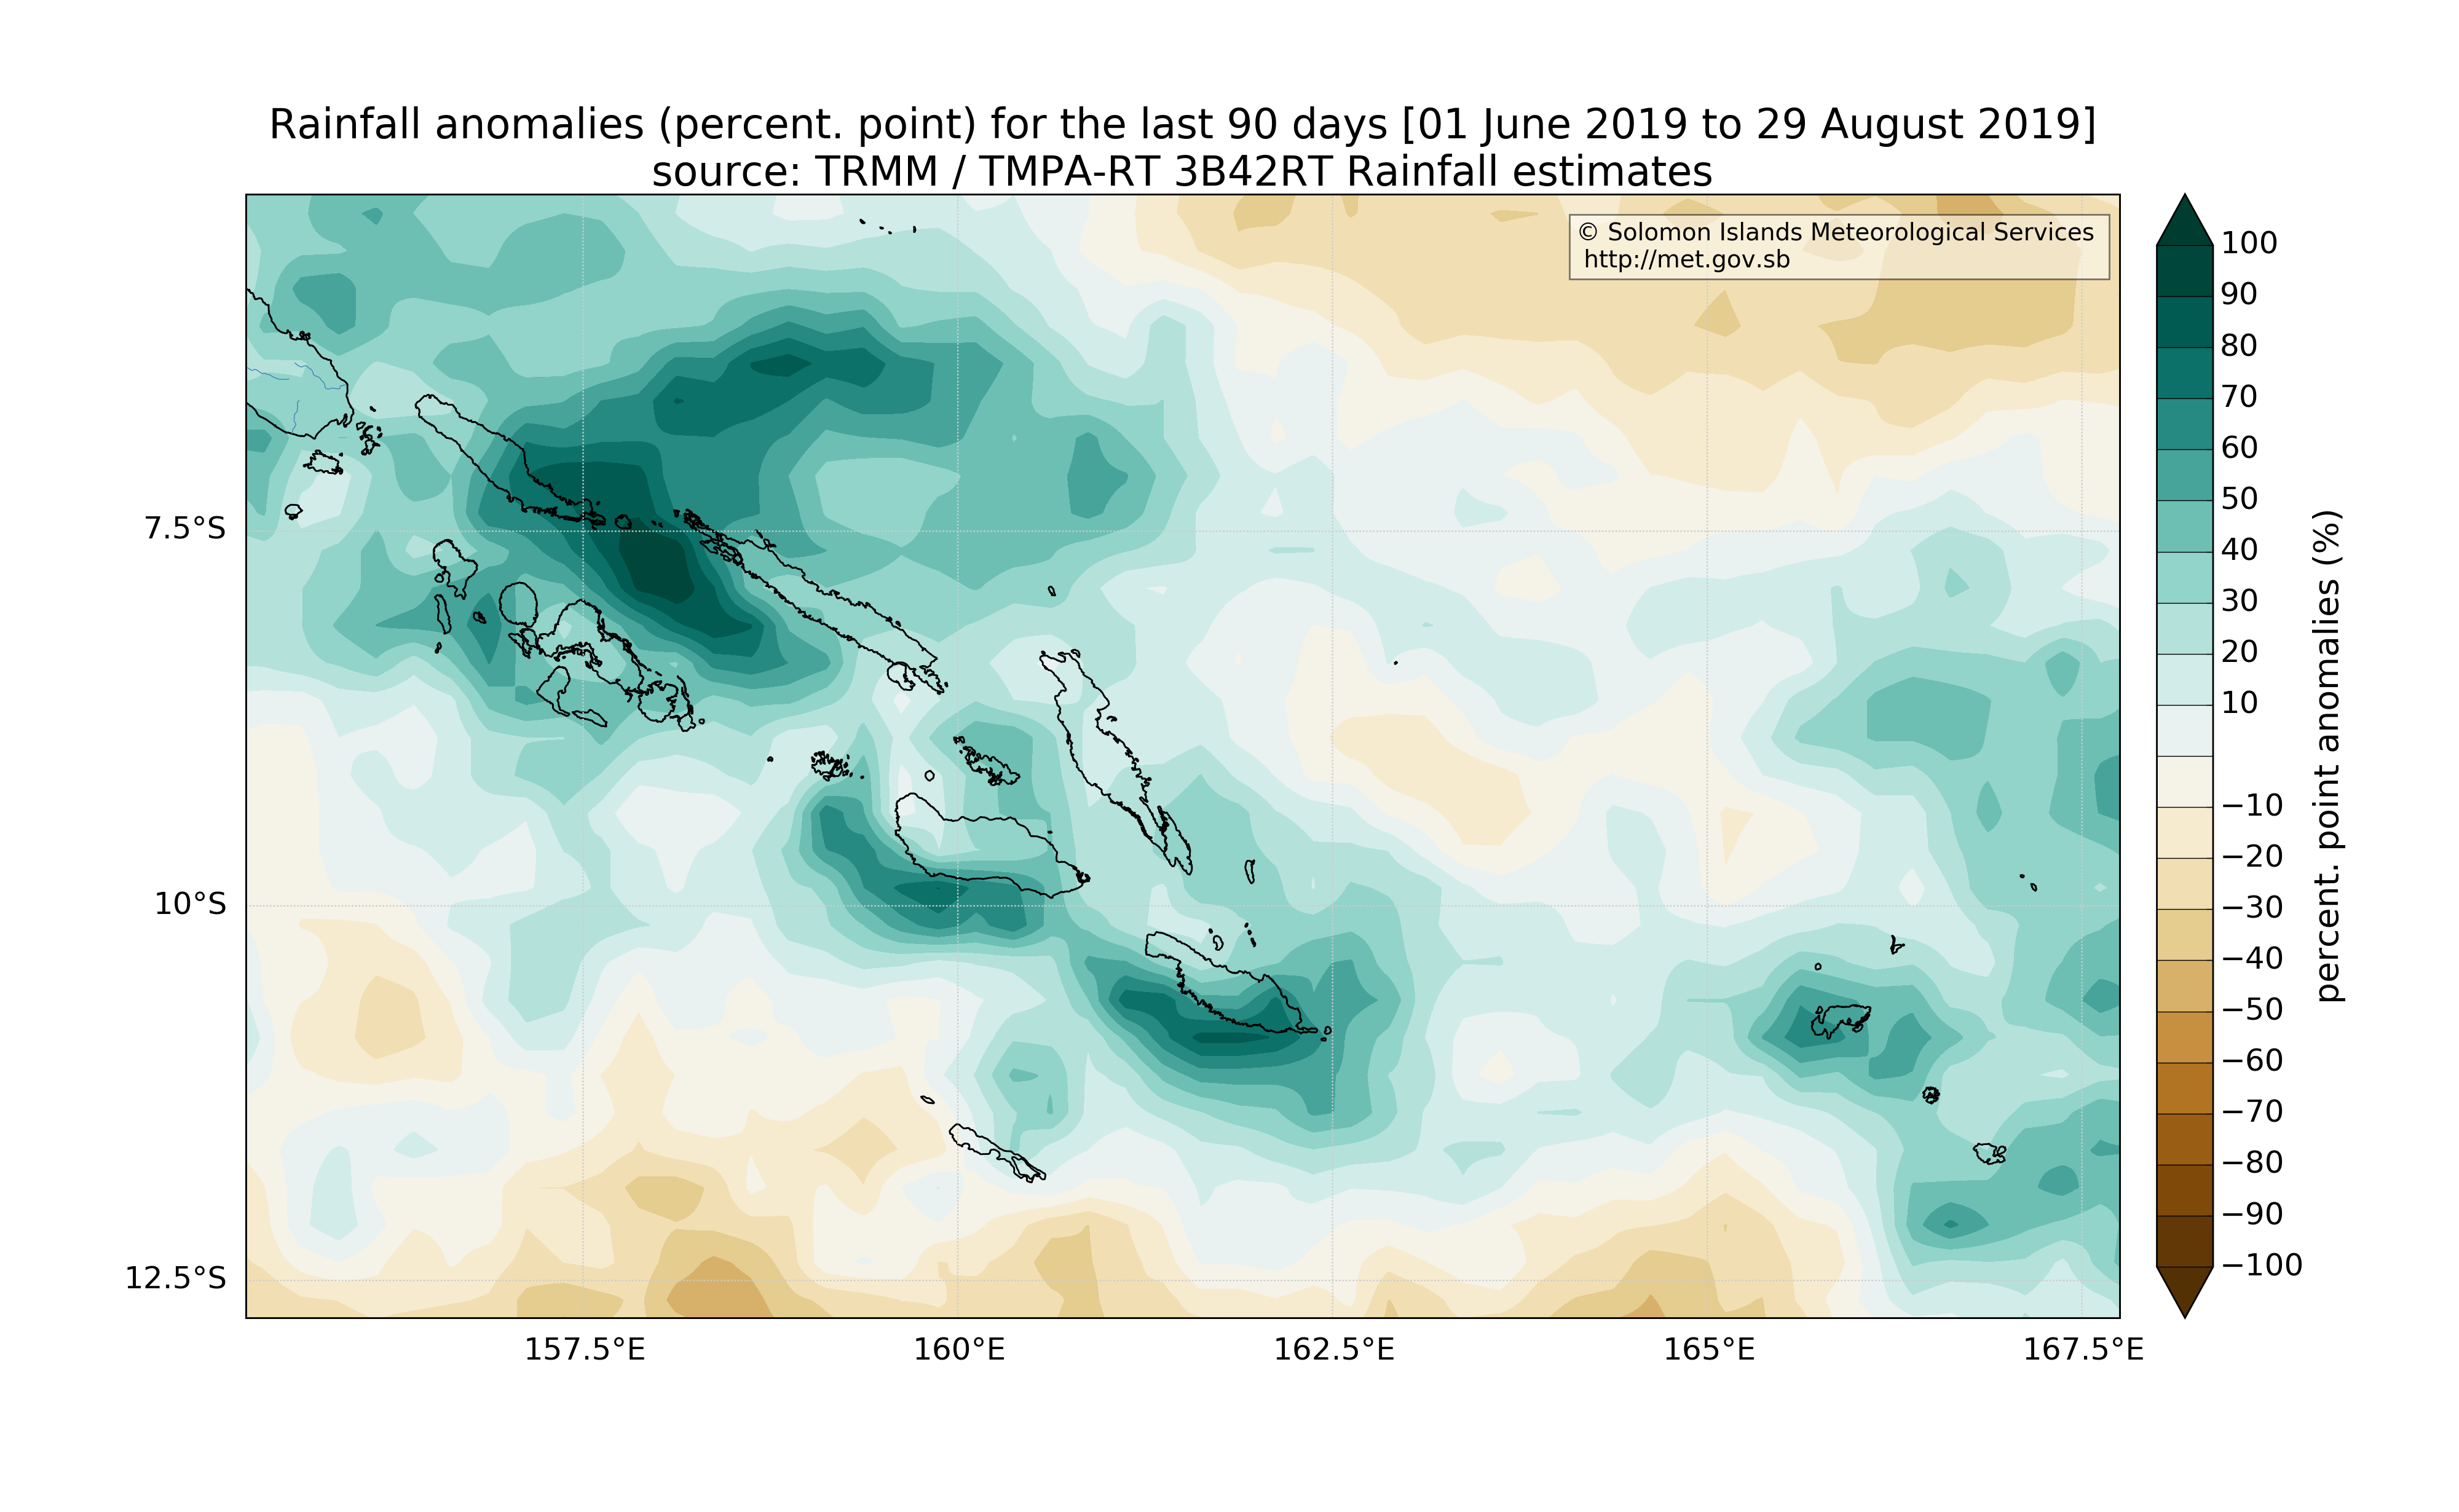 Rainfall anomalies (percent. point) for the last 90 days [01 June 2019 to 29 August 2019]
source: TRMM / TMPA-RT 3B42RT Rainfall estimates
© Solomon Islands Meteorological Services
http://met.gov.sb
7.5°S
10°S
12.5°S
157.5°E
160°E
162.5°E
165°E
167.5°E
100
90
80
70
60
50
40
30
20
10
−10
−20
−30
−40
−50
−60
−70
−80
−90
−100
percent. point anomalies (%)